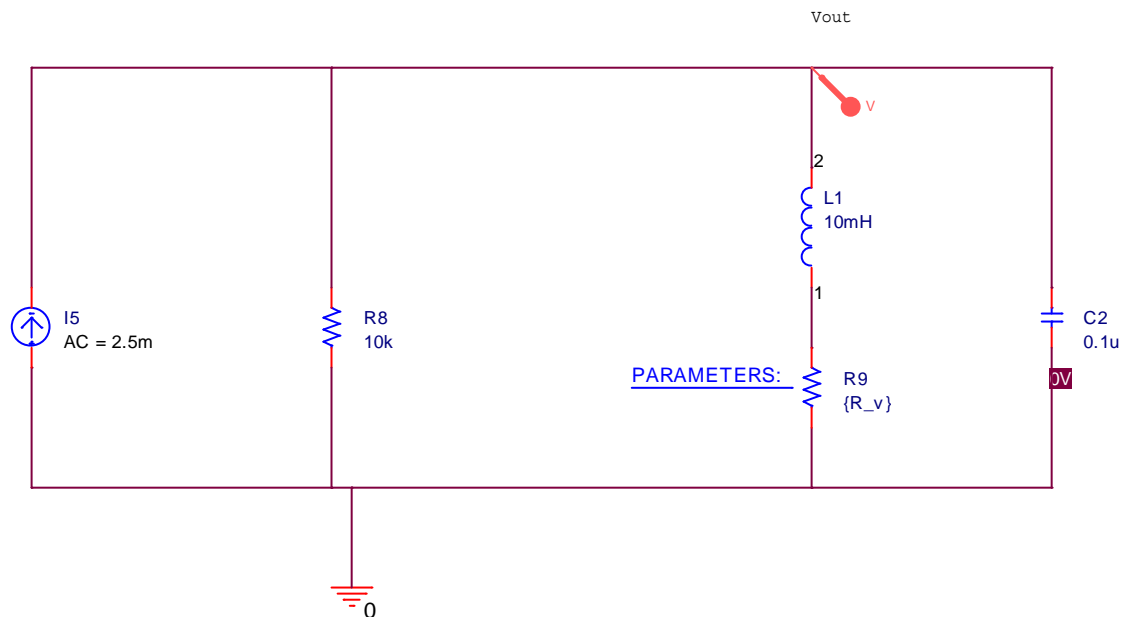 Vout
V
2
L1
10mH
1
I5
AC = 2.5m
R8
10k
C2
0.1u
PARAMETERS:
R9
{R_v}
0V
0